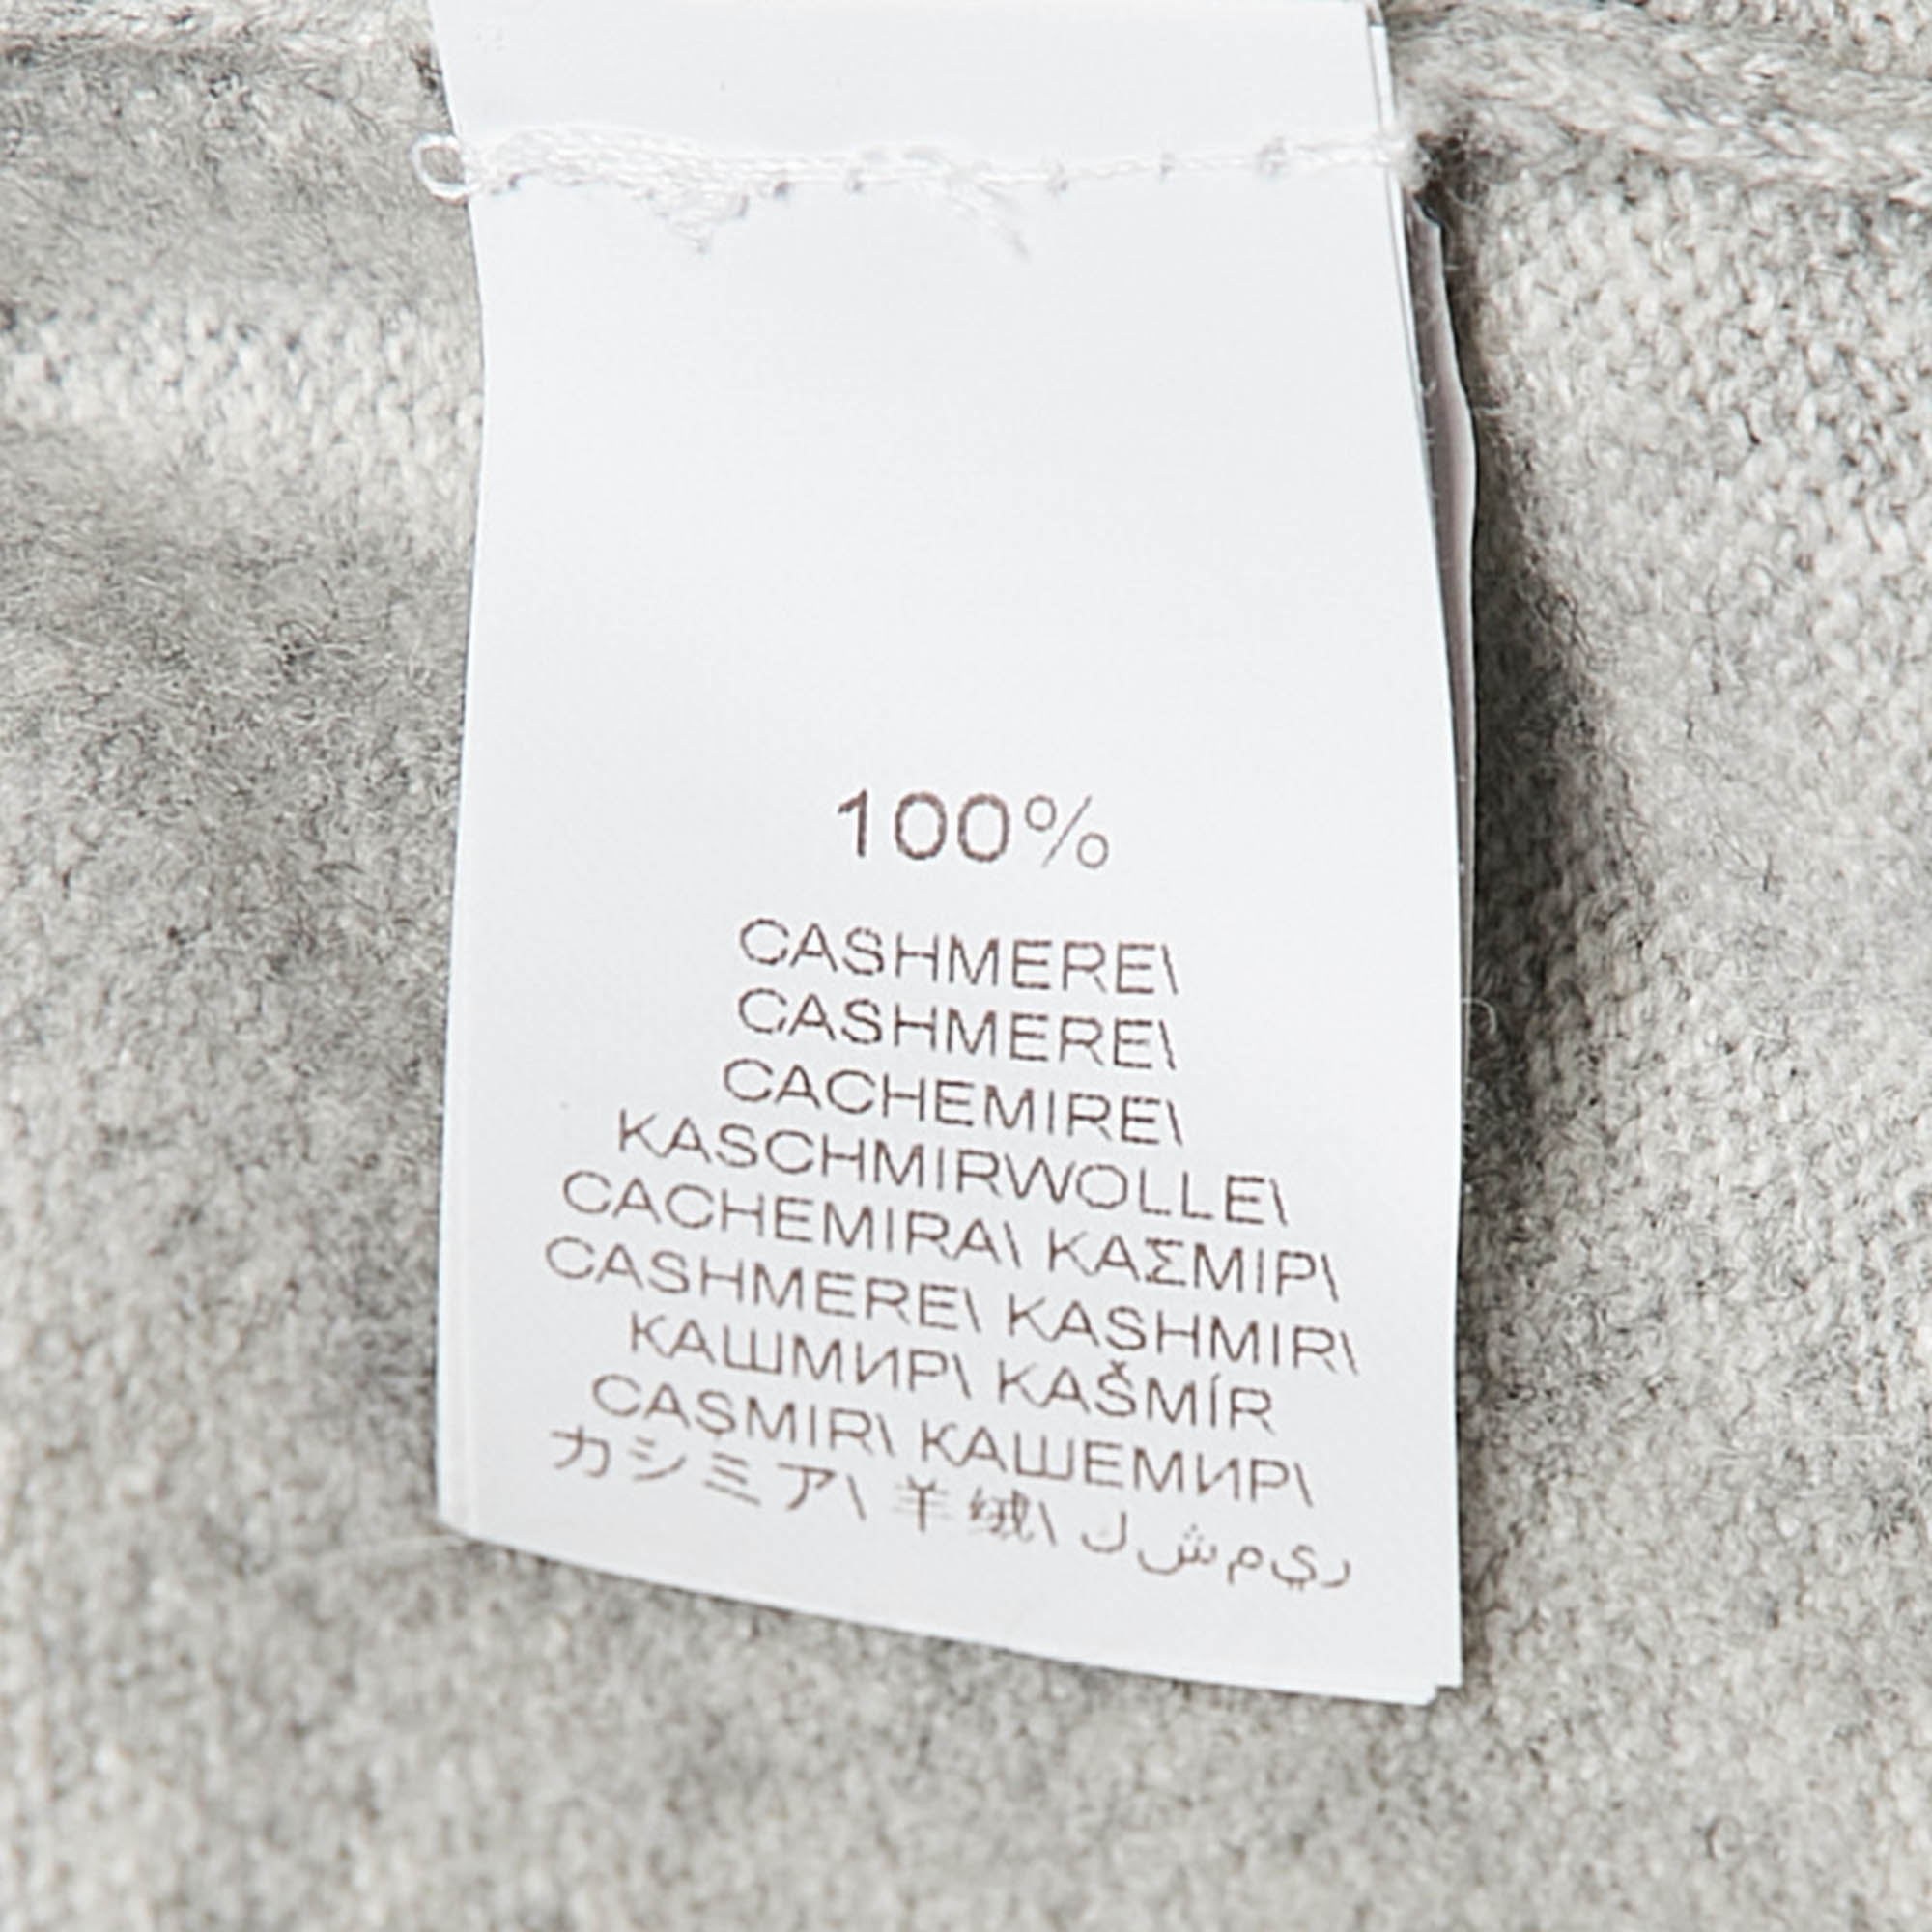 100%
CASHMERE\
CASHMERE\
CACHEMIRE\
KASCHMIRWOLLE\
CACHEMIRA\ ΚΑΣΜΙΡ\
CASHMERE\ KASHMIR\
КАШМИР\ KAŠMÍR
CAŞMIR\ КАШЕМИР\
カシミア\ 羊绒\ ل ش م ي ر